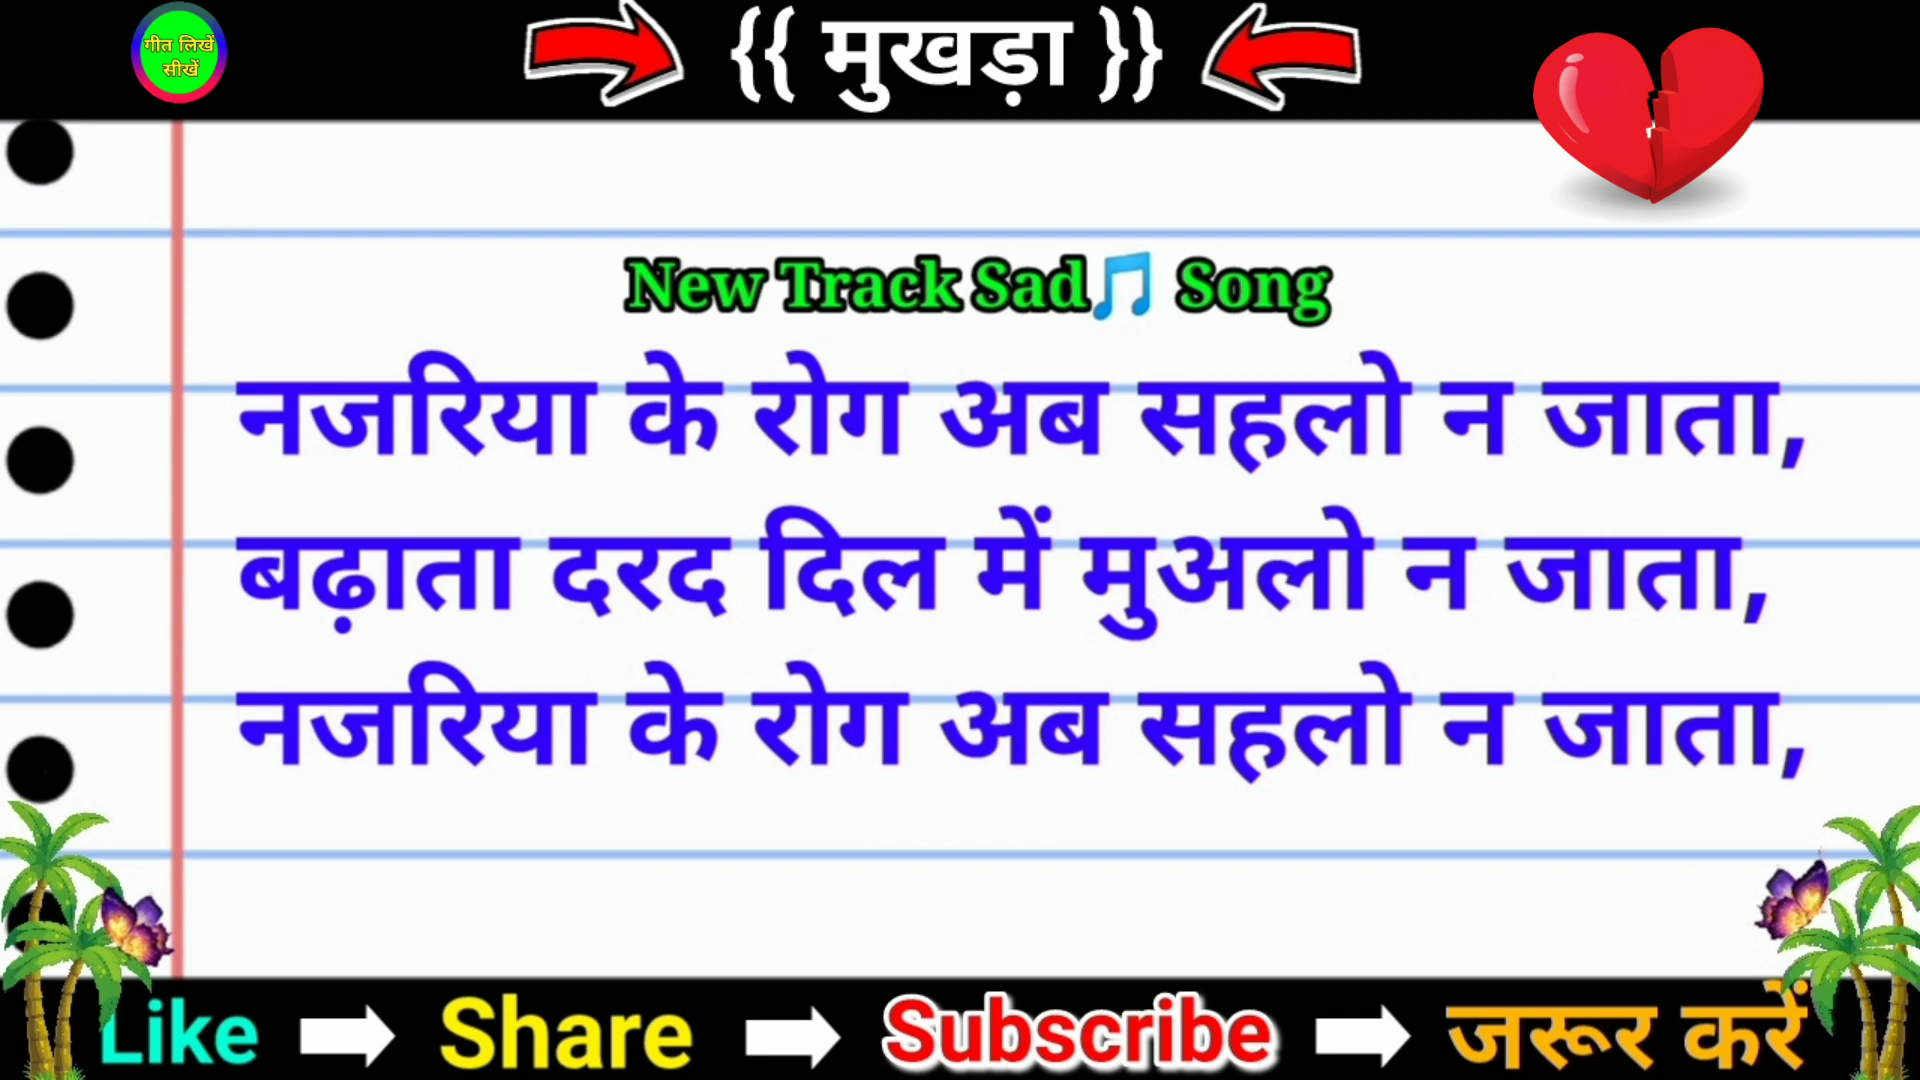 गीत लिखें
सीखें
{{ मुखड़ा }}
New Track Sad🎵 Song
नजरिया के रोग अब सहलो न जाता,
बढ़ाता दरद दिल में मुअलो न जाता,
नजरिया के रोग अब सहलो न जाता,
Like Share Subscribe जरूर करें